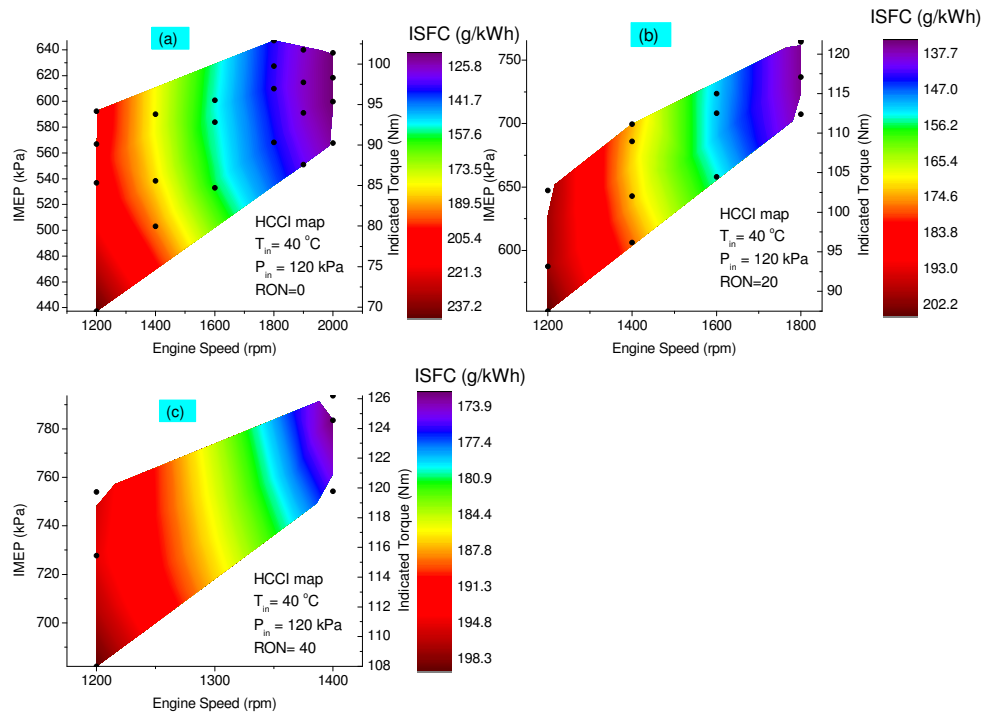 ISFC (g/kWh)
(a)
640
620
600
580
560
540
520
500
480
460
440
IMEP (kPa)
1200
1400
1600
1800
2000
Engine Speed (rpm)
100
95
90
85
80
75
70
Indicated Torque (Nm)
HCCI map
T_in= 40 °C
P_in = 120 kPa
RON=0
125.8
141.7
157.6
173.5
189.5
205.4
221.3
237.2
ISFC (g/kWh)
(b)
750
700
650
600
IMEP (kPa)
1200
1400
1600
1800
Engine Speed (rpm)
120
115
110
105
100
95
90
Indicated Torque (Nm)
HCCI map
T_in= 40 °C
P_in = 120 kPa
RON=20
137.7
147.0
156.2
165.4
174.6
183.8
193.0
202.2
ISFC (g/kWh)
(c)
780
760
740
720
700
IMEP (kPa)
1200
1300
1400
Engine Speed (rpm)
126
124
122
120
118
116
114
112
110
108
Indicated Torque (Nm)
HCCI map
T_in= 40 °C
P_in = 120 kPa
RON= 40
173.9
177.4
180.9
184.4
187.8
191.3
194.8
198.3